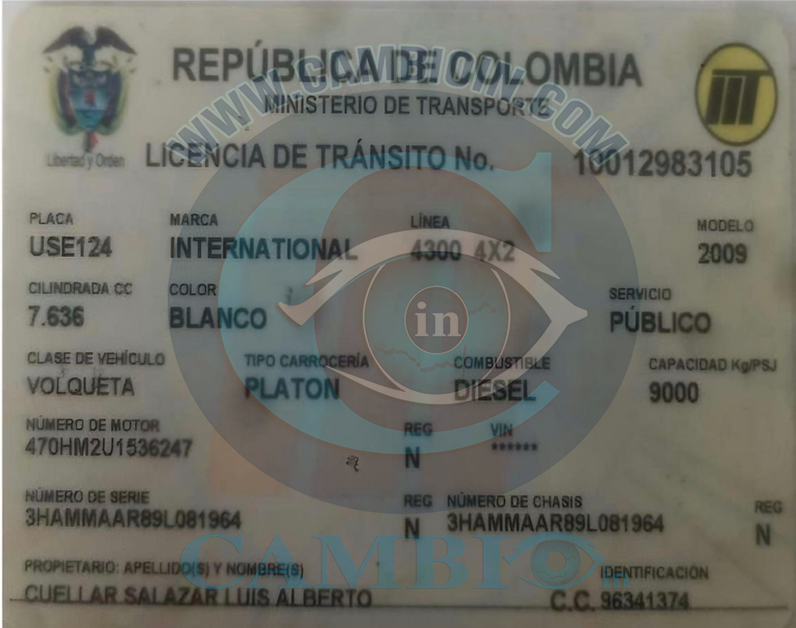 REPÚBLICA DE COLOMBIA
MINISTERIO DE TRANSPORTE
WWW.CAMBIOIN.COM
Libertad y Orden
LICENCIA DE TRÁNSITO No. 10012983105
PLACA MARCA LÍNEA MODELO
USE124 INTERNATIONAL 4300 4X2 2009
CILINDRADA CC COLOR SERVICIO
7.636 BLANCO PÚBLICO
in
CLASE DE VEHÍCULO TIPO CARROCERÍA COMBUSTIBLE CAPACIDAD Kg/PSJ
VOLQUETA PLATON DIESEL 9000
NÚMERO DE MOTOR REG VIN
470HM2U1536247 N ******
NÚMERO DE SERIE REG NÚMERO DE CHASIS REG
3HAMMAAR89L081964 N 3HAMMAAR89L081964 N
CAMBIO in
PROPIETARIO: APELLIDO(S) Y NOMBRE(S) IDENTIFICACIÓN
CUELLAR SALAZAR LUIS ALBERTO C.C. 96341374